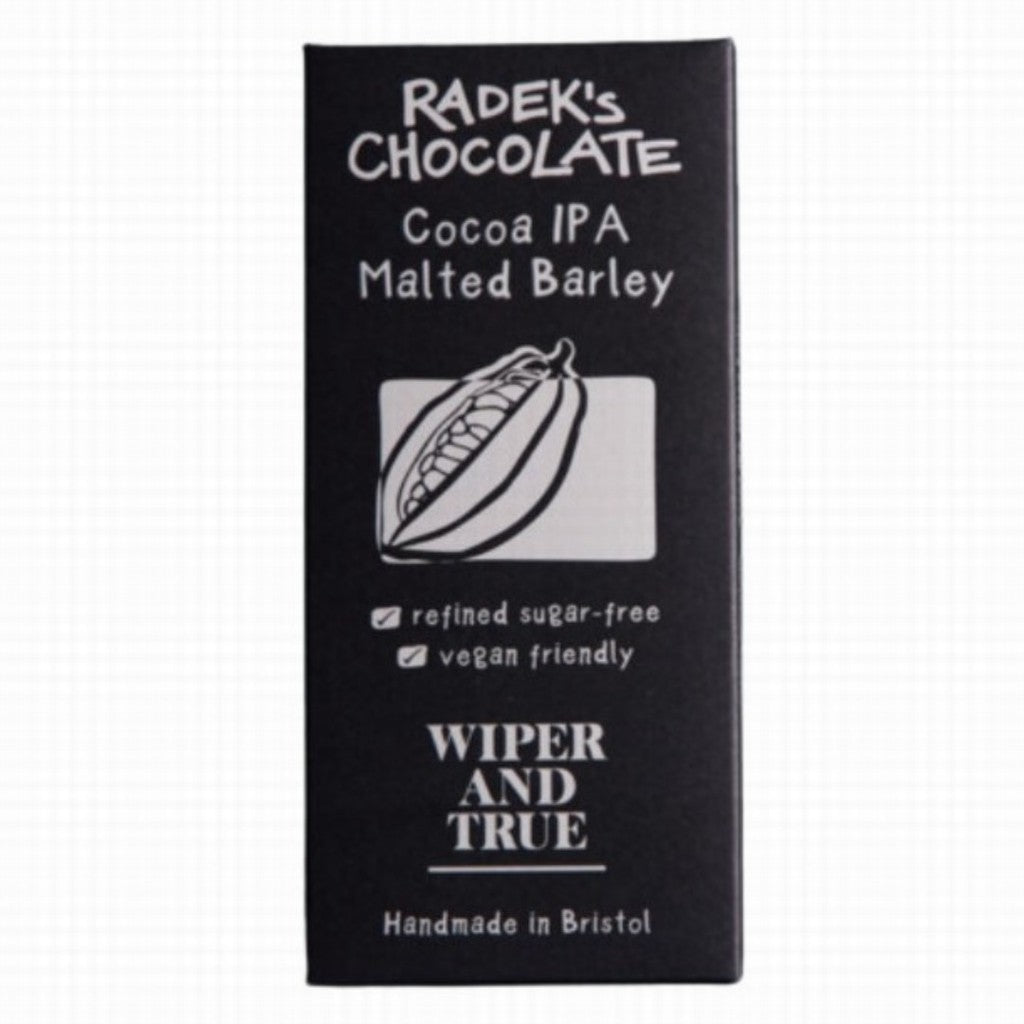 RADEK's
CHOCOLATE
Cocoa IPA
Malted Barley
refined sugar-free
vegan friendly
WIPER
AND
TRUE
Handmade in Bristol